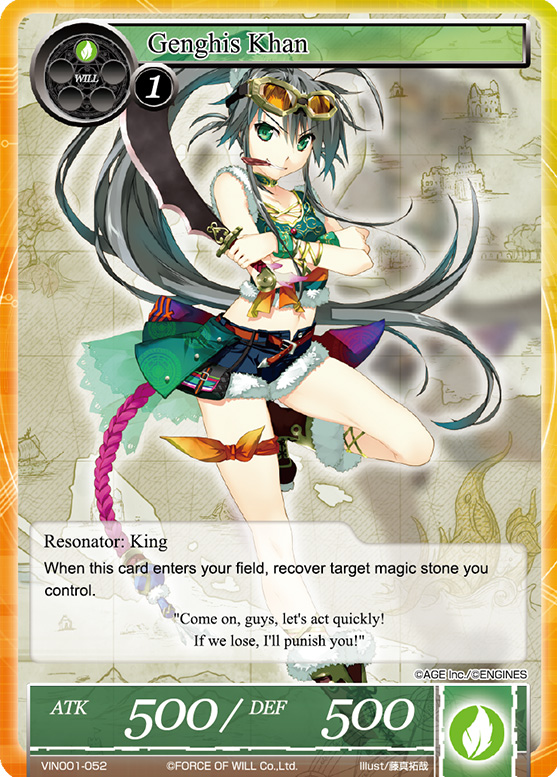 Genghis Khan
WILL
1
Resonator: King
When this card enters your field, recover target magic stone you
control.
"Come on, guys, let's act quickly!
If we lose, I'll punish you!"
©AGE Inc./©ENGINES
ATK 500/ DEF 500
VIN001-052 ©FORCE OF WILL Co.,Ltd. Illust/藤真拓哉